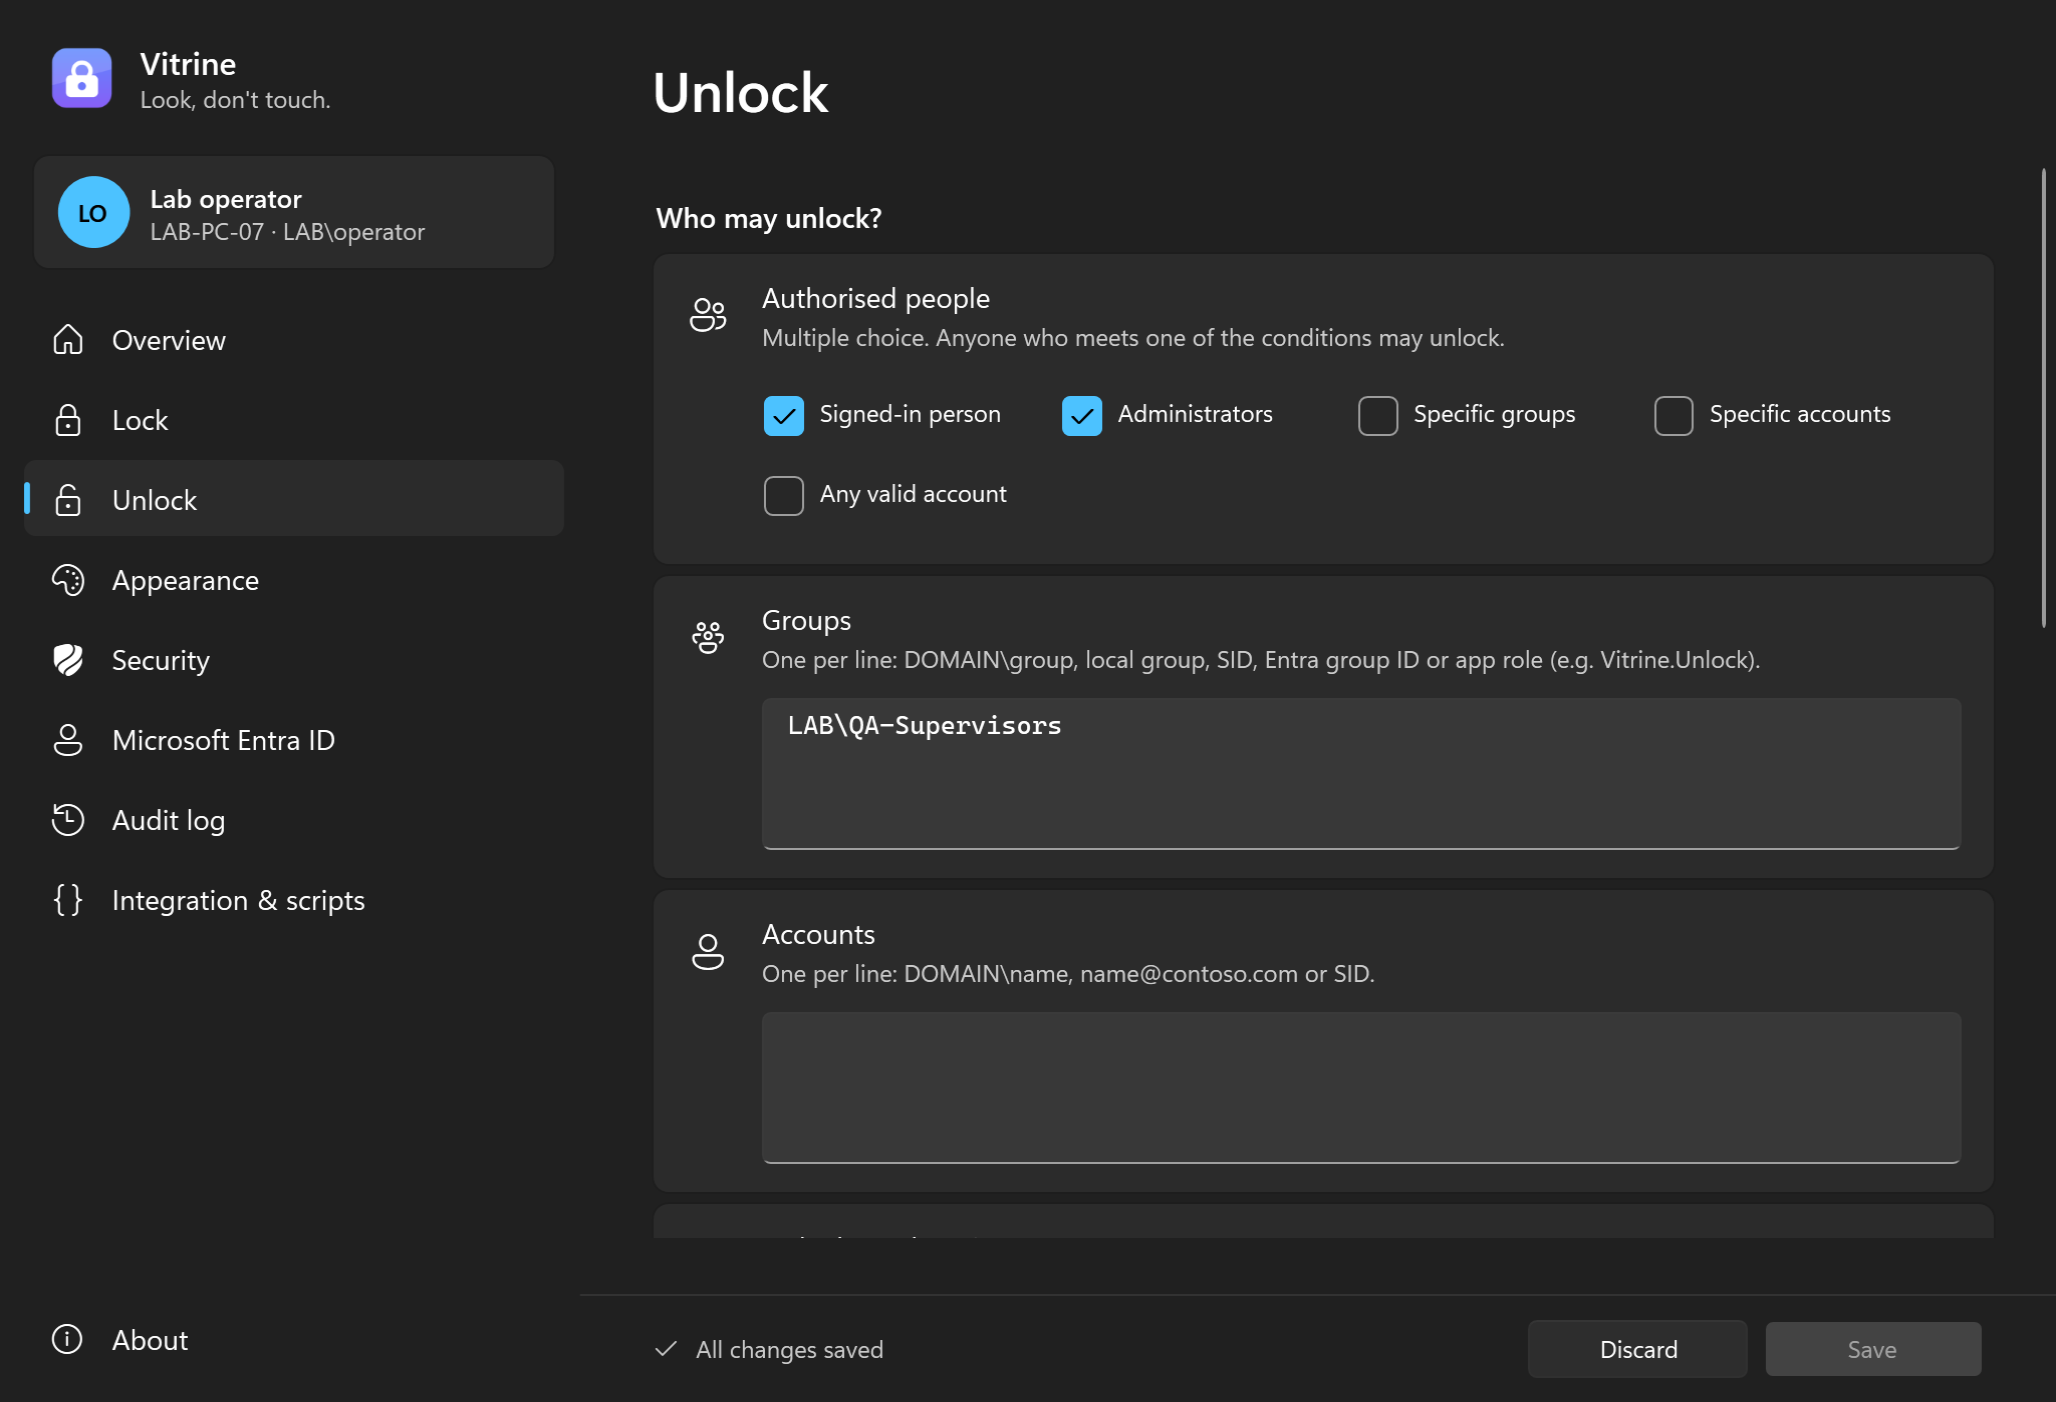 Vitrine
Look, don't touch.
LO
Lab operator
LAB-PC-07 · LAB\operator
Overview
Lock
Unlock
Appearance
Security
Microsoft Entra ID
Audit log
Integration & scripts
About
Unlock
Who may unlock?
Authorised people
Multiple choice. Anyone who meets one of the conditions may unlock.
Signed-in person
Administrators
Specific groups
Specific accounts
Any valid account
Groups
One per line: DOMAIN\group, local group, SID, Entra group ID or app role (e.g. Vitrine.Unlock).
LAB\QA-Supervisors
Accounts
One per line: DOMAIN\name, name@contoso.com or SID.
All changes saved
Discard
Save